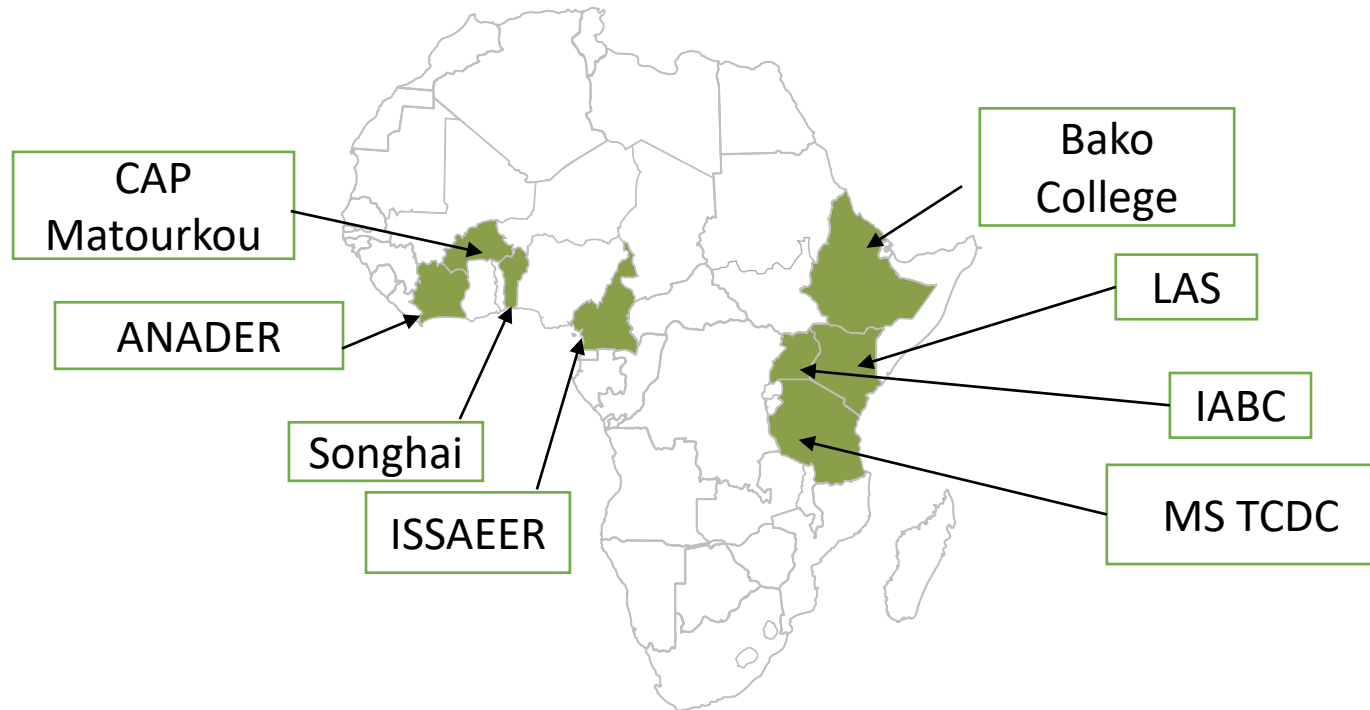 CAP
Matourkou
ANADER
Songhai
ISSAEER
Bako
College
LAS
IABC
MS TCDC